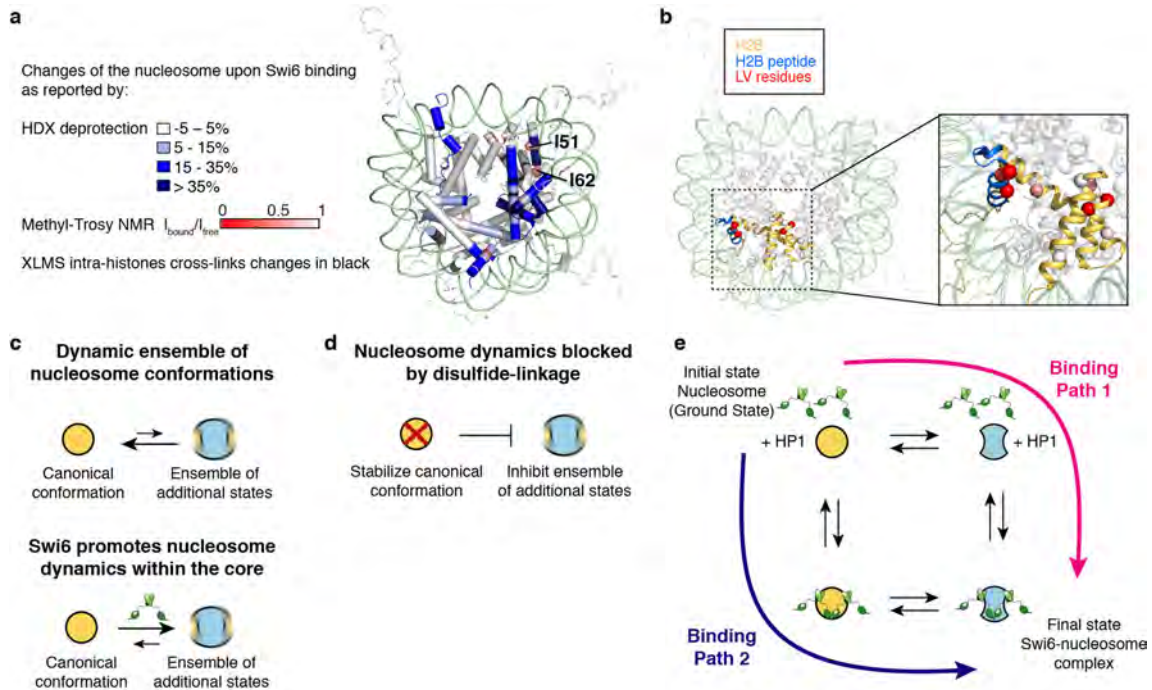 a
Changes of the nucleosome upon Swi6 binding
as reported by:
HDX deprotection
-5 – 5%
5 - 15%
15 - 35%
> 35%
Methyl-Trosy NMR I bound/I free
0 0.5 1
XLMS intra-histones cross-links changes in black
I51
I62
b
H2B
H2B peptide
LV residues
c
Dynamic ensemble of
nucleosome conformations
Canonical
conformation
Ensemble of
additional states
Swi6 promotes nucleosome
dynamics within the core
Canonical
conformation
Ensemble of
additional states
d
Nucleosome dynamics blocked
by disulfide-linkage
Stabilize canonical
conformation
Inhibit ensemble
of additional states
e
Initial state
Nucleosome
(Ground State)
Binding
Path 1
+ HP1
+ HP1
Binding
Path 2
Final state
Swi6-nucleosome
complex